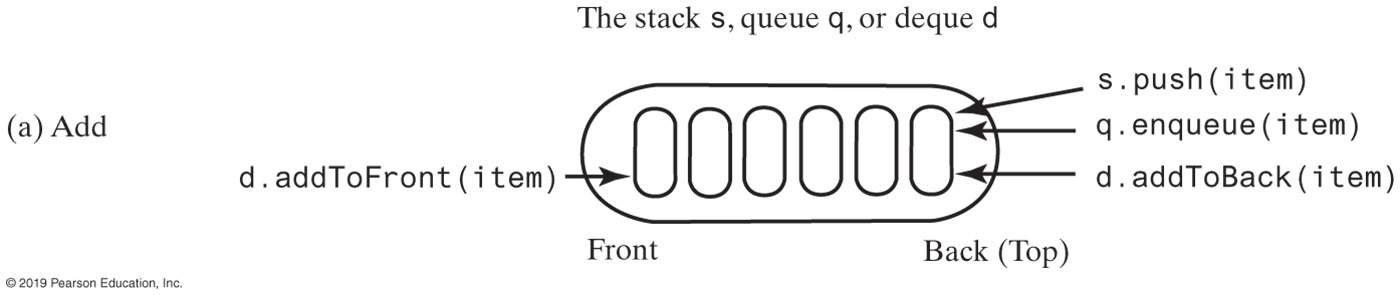 The stack s, queue q, or deque d
s.push(item)
(a) Add
q.enqueue(item)
d.addToFront(item)
d.addToBack(item)
Front
Back (Top)
© 2019 Pearson Education, Inc.